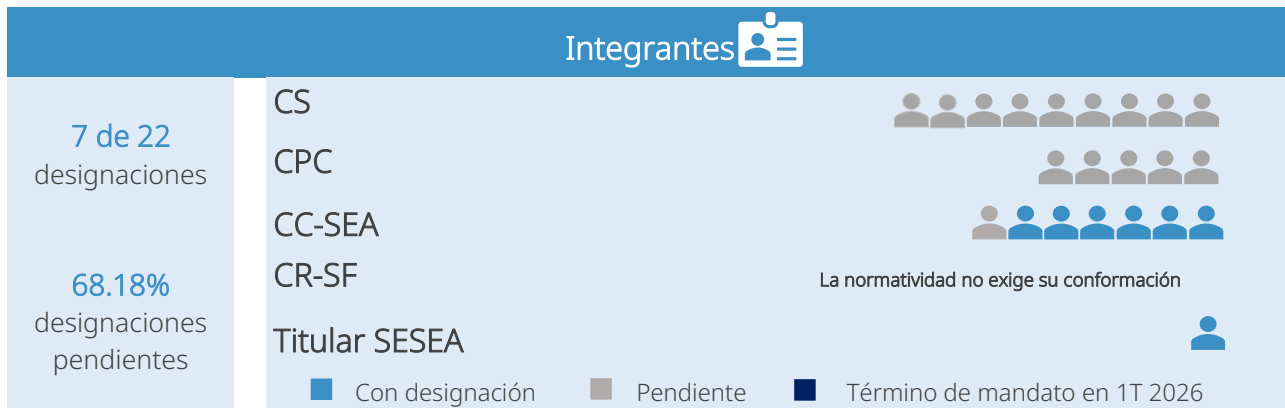 Integrantes
7 de 22
designaciones
68.18%
designaciones
pendientes
CS
CPC
CC-SEA
CR-SF
La normatividad no exige su conformación
Titular SESEA
Con designación
Pendiente
Término de mandato en 1T 2026